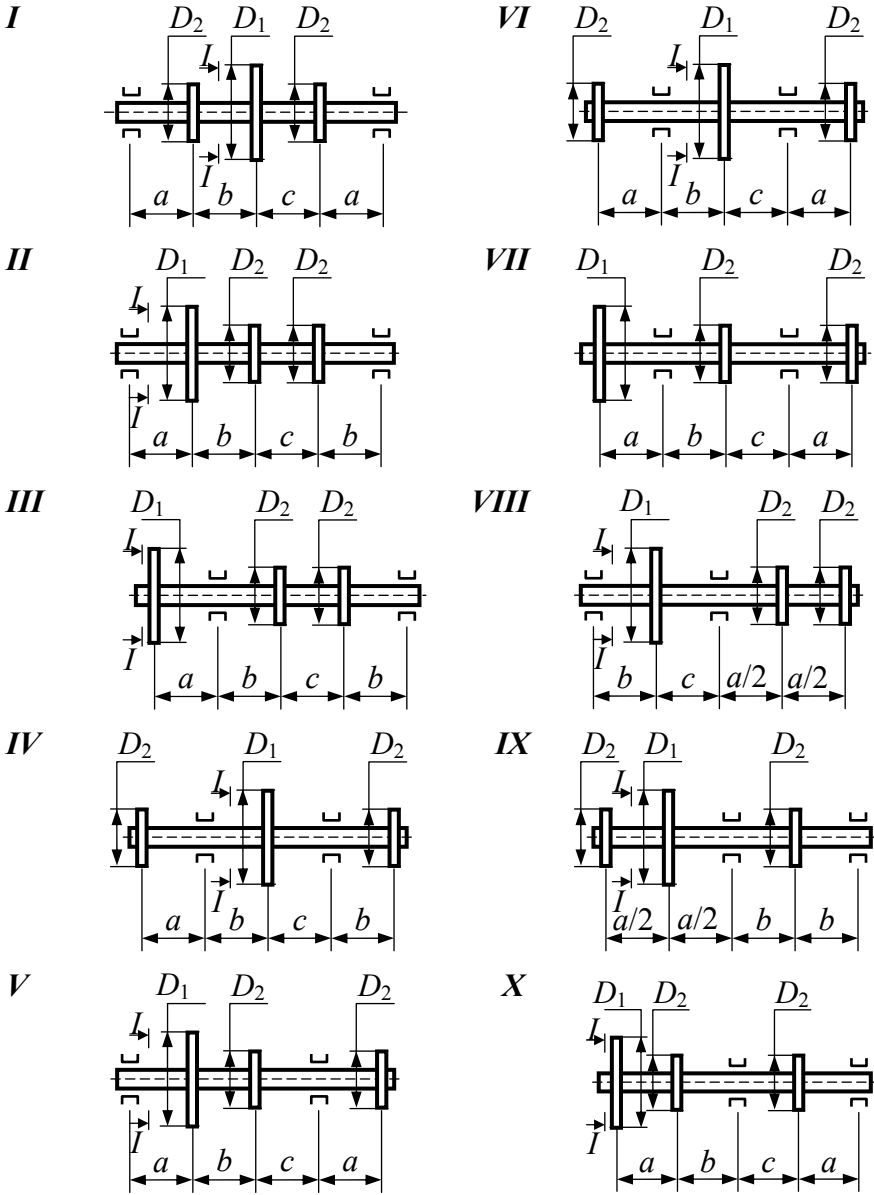 I
D2 D1 D2
I
I
a b c a
VI
D2 D1 D2
I
I
a b c a
II
D1 D2 D2
I
I
a b c b
VII
D1 D2 D2
a b c a
III
D1 D2 D2
I
I
a b c b
VIII
D1 D2 D2
I
I
b c a/2 a/2
IV
D2 D1 D2
I
I
a b c b
IX
D2 D1 D2
I
I
a/2 a/2 b b
V
D1 D2 D2
I
I
a b c a
X
D1 D2 D2
I
I
a b c a